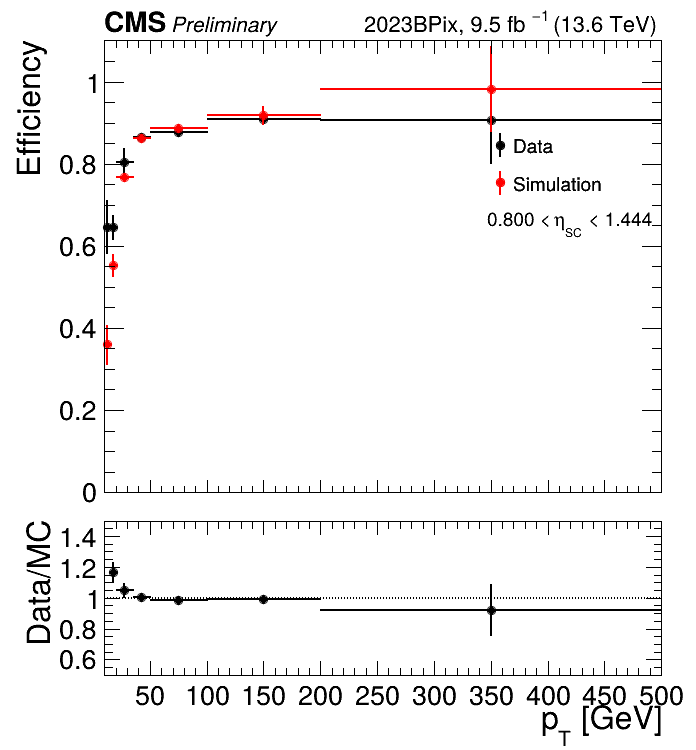 CMS Preliminary 2023BPix, 9.5 fb⁻¹ (13.6 TeV)
Efficiency
1
0.8
0.6
0.4
0.2
0
Data
Simulation
0.800 < η_SC < 1.444
Data/MC
1.4
1.2
1
0.8
0.6
50 100 150 200 250 300 350 400 450 500
p_T [GeV]